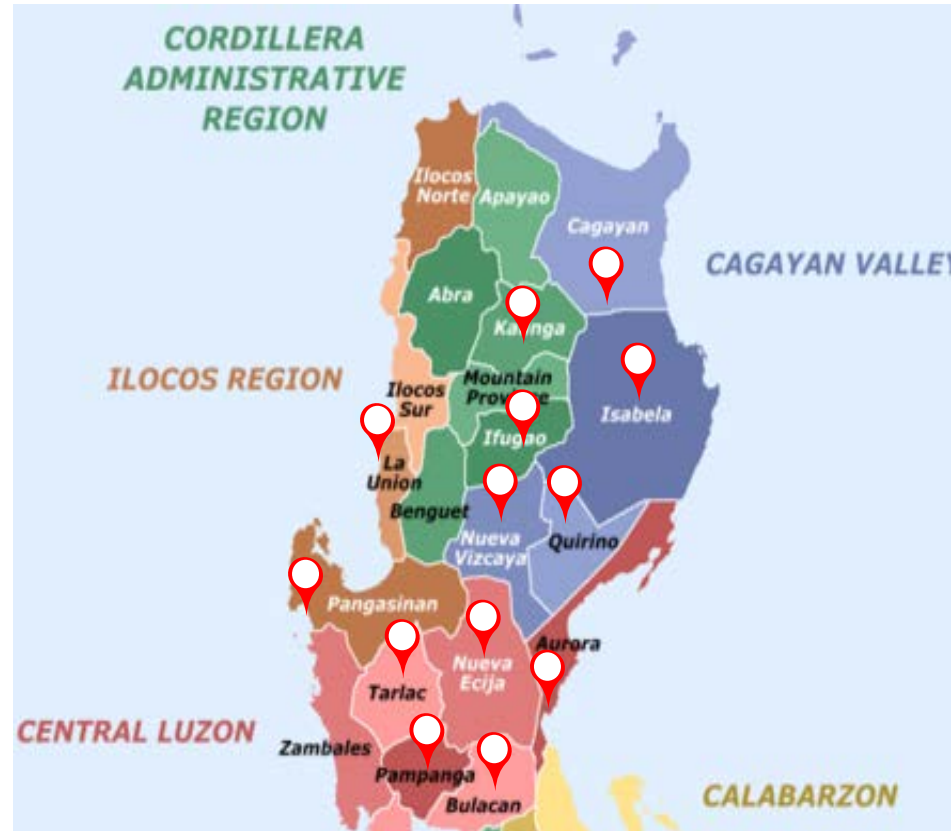 CORDILLERA
ADMINISTRATIVE
REGION
Ilocos
Norte
Apayao
Cagayan
CAGAYAN VALLEY
Abra
Kalinga
ILOCOS REGION
Mountain
Province
Ilocos
Sur
Isabela
Ifugao
La
Union
Benguet
Nueva
Vizcaya
Quirino
Pangasinan
Aurora
Nueva
Ecija
Tarlac
CENTRAL LUZON
Zambales
Pampanga
Bulacan
CALABARZON